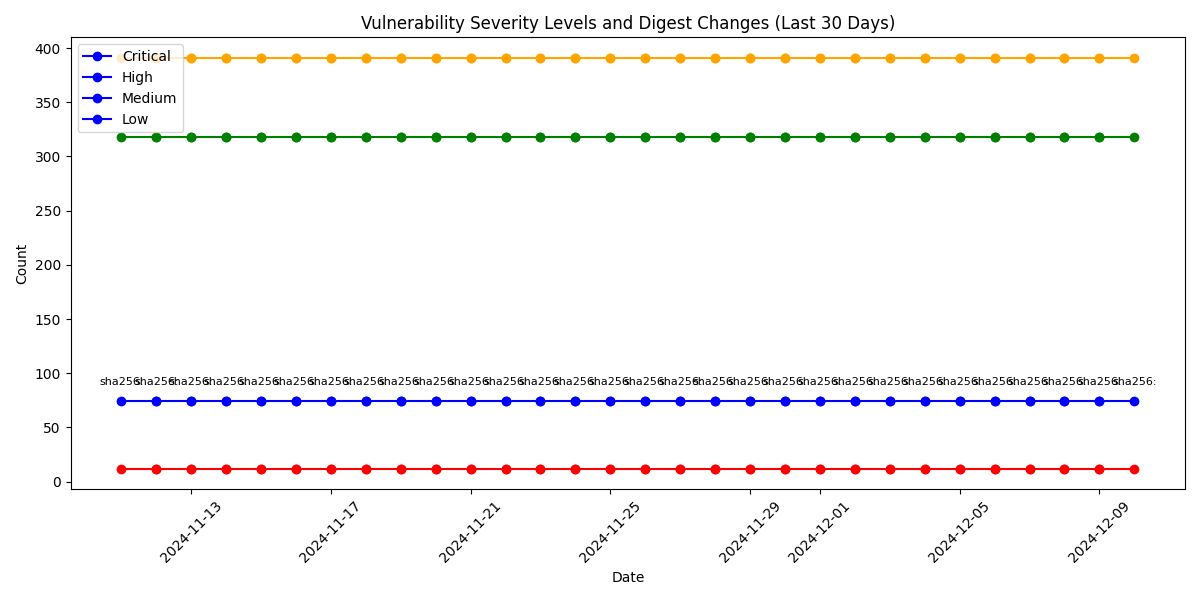 Vulnerability Severity Levels and Digest Changes (Last 30 Days)
Critical
High
Medium
Low
400
350
300
250
200
150
100
50
0
Count
sha256: sha256: sha256: sha256: sha256: sha256: sha256: sha256: sha256: sha256: sha256: sha256: sha256: sha256: sha256: sha256: sha256: sha256: sha256: sha256: sha256: sha256: sha256: sha256: sha256: sha256: sha256: sha256: sha256: sha256:
2024-11-13
2024-11-17
2024-11-21
2024-11-25
2024-11-29
2024-12-01
2024-12-05
2024-12-09
Date